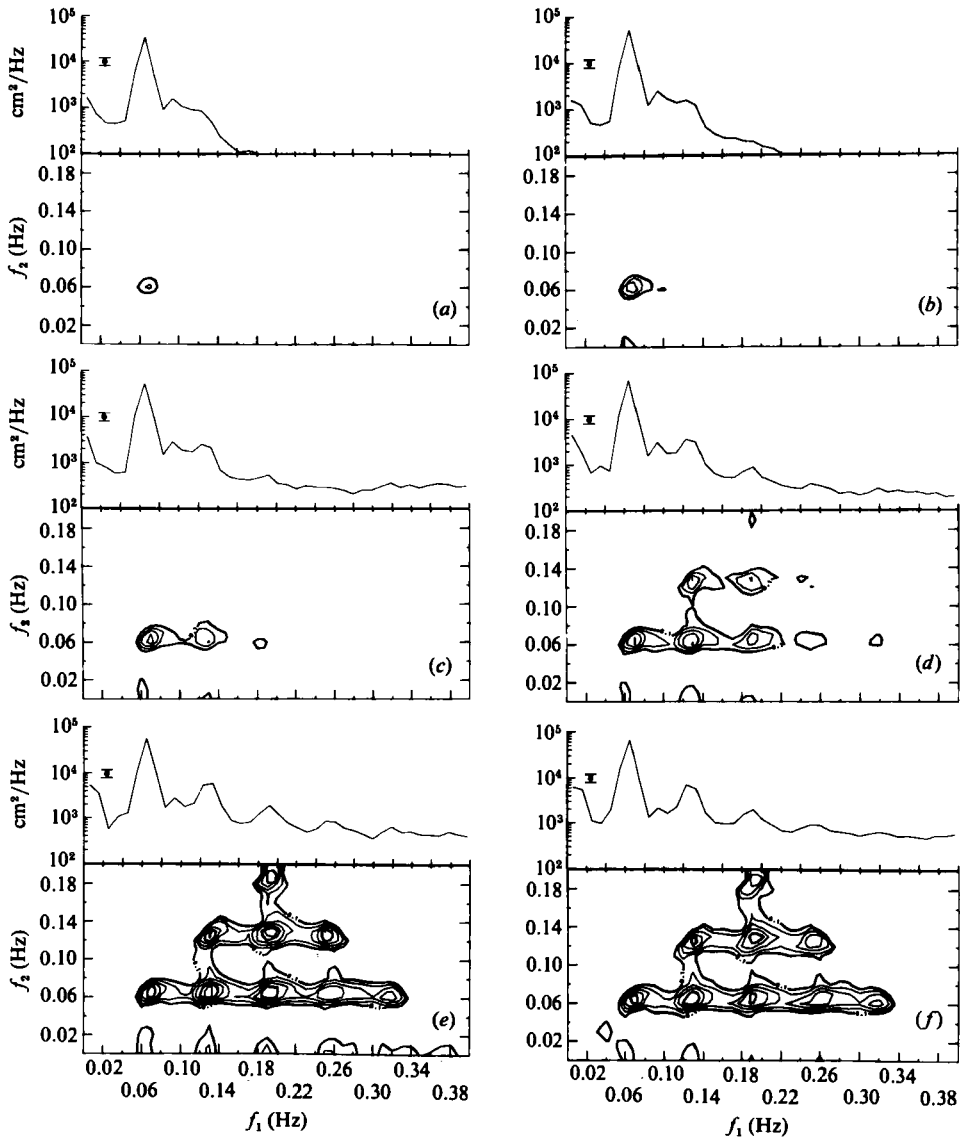 10⁵ 10⁵
cm²/Hz 10⁴ 10⁴
10³ 10³
10² 10²
0.18 0.18
0.14 0.14
f₂ (Hz) 0.10 0.10
0.06 0.06
0.02 (a) 0.02 (b)
10⁵ 10⁵
cm²/Hz 10⁴ 10⁴
10³ 10³
10² 10²
0.18 0.18
0.14 0.14
f₂ (Hz) 0.10 0.10
0.06 0.06
0.02 (c) 0.02 (d)
10⁵ 10⁵
cm²/Hz 10⁴ 10⁴
10³ 10³
10² 10²
0.18 0.18
0.14 0.14
f₂ (Hz) 0.10 0.10
0.06 0.06
0.02 (e) 0.02 (f)
0.02 0.10 0.18 0.26 0.34 0.02 0.10 0.18 0.26 0.34
0.06 0.14 0.22 0.30 0.38 0.06 0.14 0.22 0.30 0.38
f₁ (Hz) f₁ (Hz)